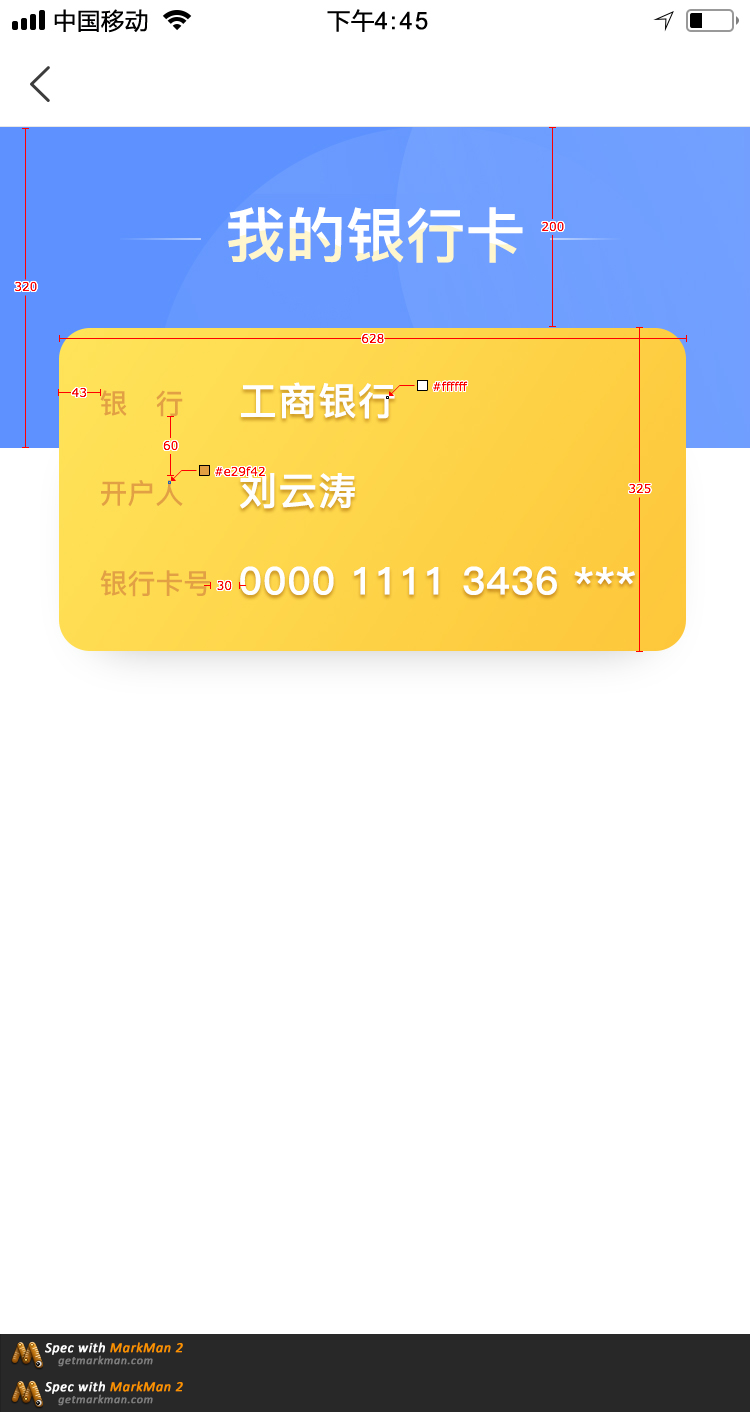 中国移动 下午4:45
我的银行卡
320
200
628
43
银 行 工商银行 #ffffff
60
#e29f42
开户人 刘云涛
325
银行卡号 30 0000 1111 3436 ***
Spec with MarkMan 2
getmarkman.com
Spec with MarkMan 2
getmarkman.com